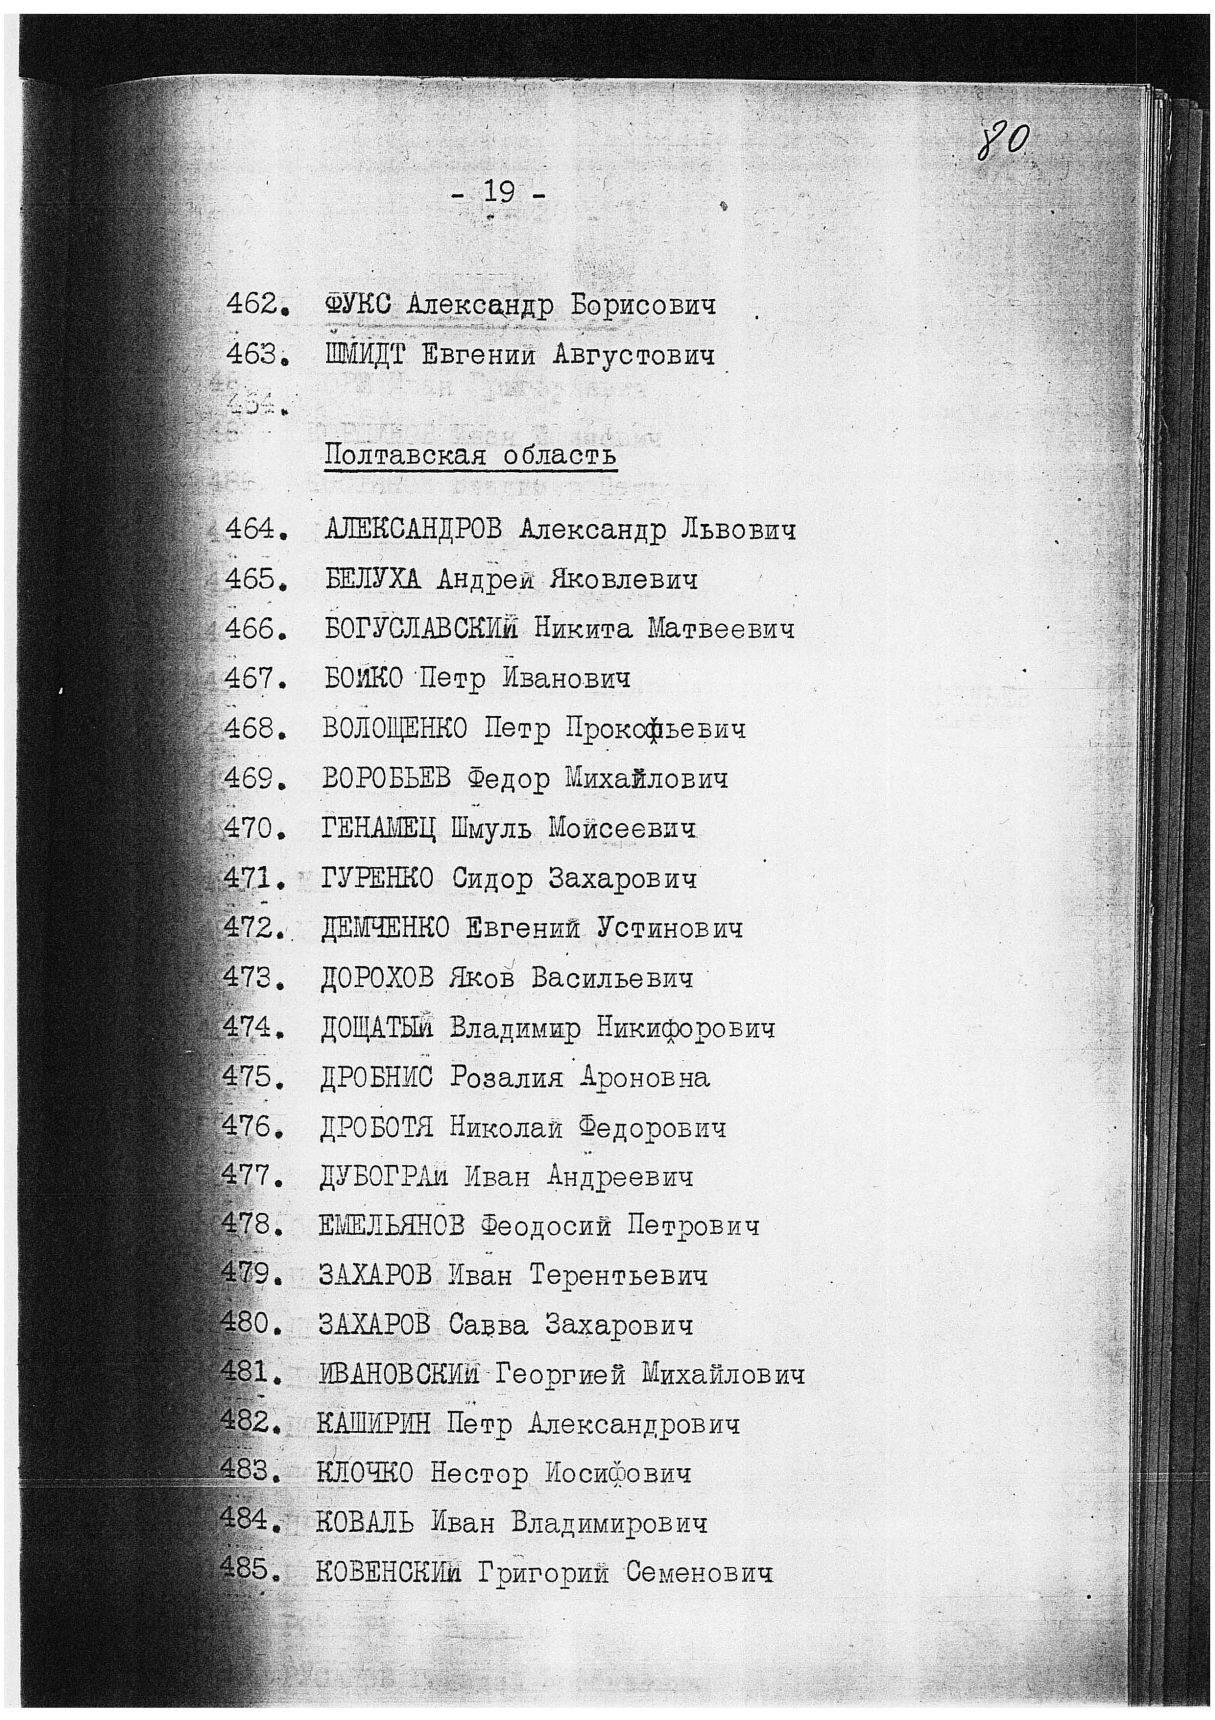 80
- 19 -
462. ФУКС Александр Борисович
463. ШМИДТ Евгений Августович
464.
Полтавская область
464. АЛЕКСАНДРОВ Александр Львович
465. БЕЛУХА Андрей Яковлевич
466. БОГУСЛАВСКИЙ Никита Матвеевич
467. БОЙКО Петр Иванович
468. ВОЛОЩЕНКО Петр Прокофьевич
469. ВОРОБЬЕВ Федор Михайлович
470. ГЕНАМЕЦ Шмуль Мойсеевич
471. ГУРЕНКО Сидор Захарович
472. ДЕМЧЕНКО Евгений Устинович
473. ДОРОХОВ Яков Васильевич
474. ДОЩАТЫЙ Владимир Никифорович
475. ДРОБНИС Розалия Ароновна
476. ДРОБОТЯ Николай Федорович
477. ДУБОГРАЙ Иван Андреевич
478. ЕМЕЛЬЯНОВ Феодосий Петрович
479. ЗАХАРОВ Иван Терентьевич
480. ЗАХАРОВ Савва Захарович
481. ИВАНОВСКИЙ Георгией Михайлович
482. КАШИРИН Петр Александрович
483. КЛОЧКО Нестор Иосифович
484. КОВАЛЬ Иван Владимирович
485. КОВЕНСКИЙ Григорий Семенович